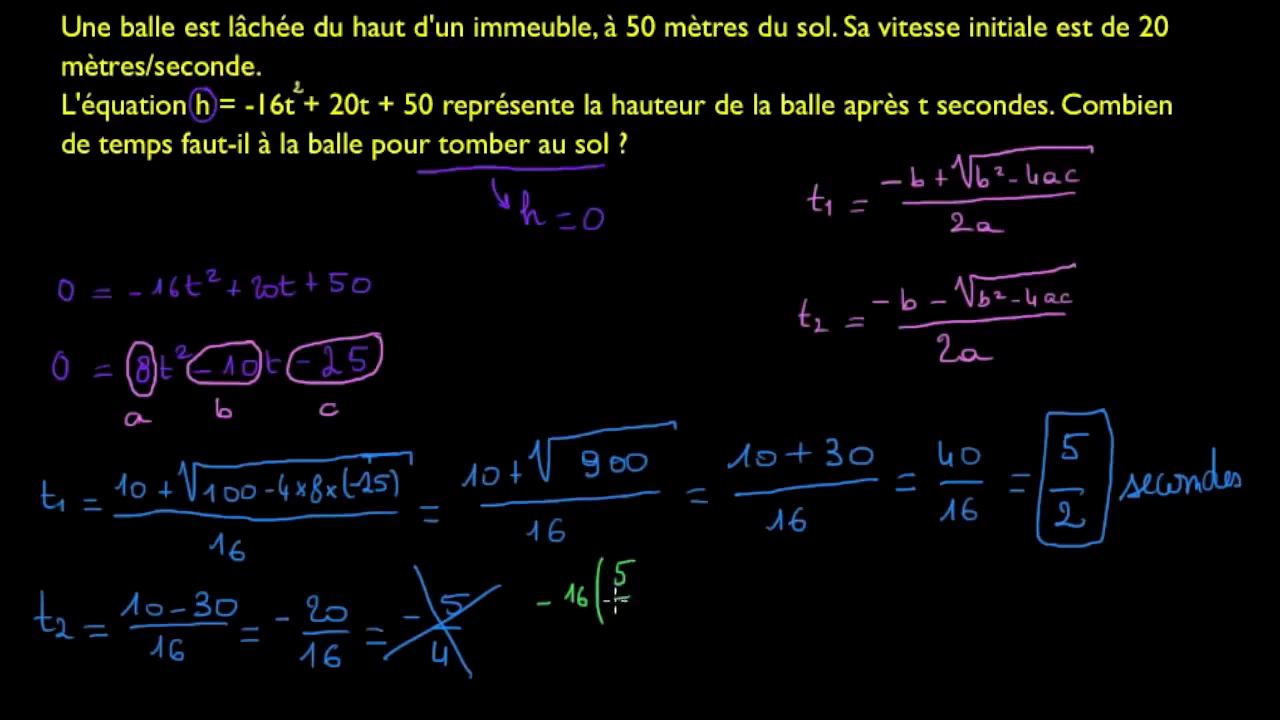 Une balle est lâchée du haut d'un immeuble, à 50 mètres du sol. Sa vitesse initiale est de 20
mètres/seconde.
L'équation h = -16t² + 20t + 50 représente la hauteur de la balle après t secondes. Combien
de temps faut-il à la balle pour tomber au sol ?
h = 0
t₁ = (-b + √(b² - 4ac)) / 2a
t₂ = (-b - √(b² - 4ac)) / 2a
0 = -16t² + 20t + 50
0 = 8t² - 10t - 25
a b c
t₁ = (10 + √(100 - 4×8×(-25))) / 16 = (10 + √900) / 16 = (10 + 30) / 16 = 40/16 = 5/2 secondes
t₂ = (10 - 30) / 16 = - 20/16 = - 5/4
- 16 ( 5